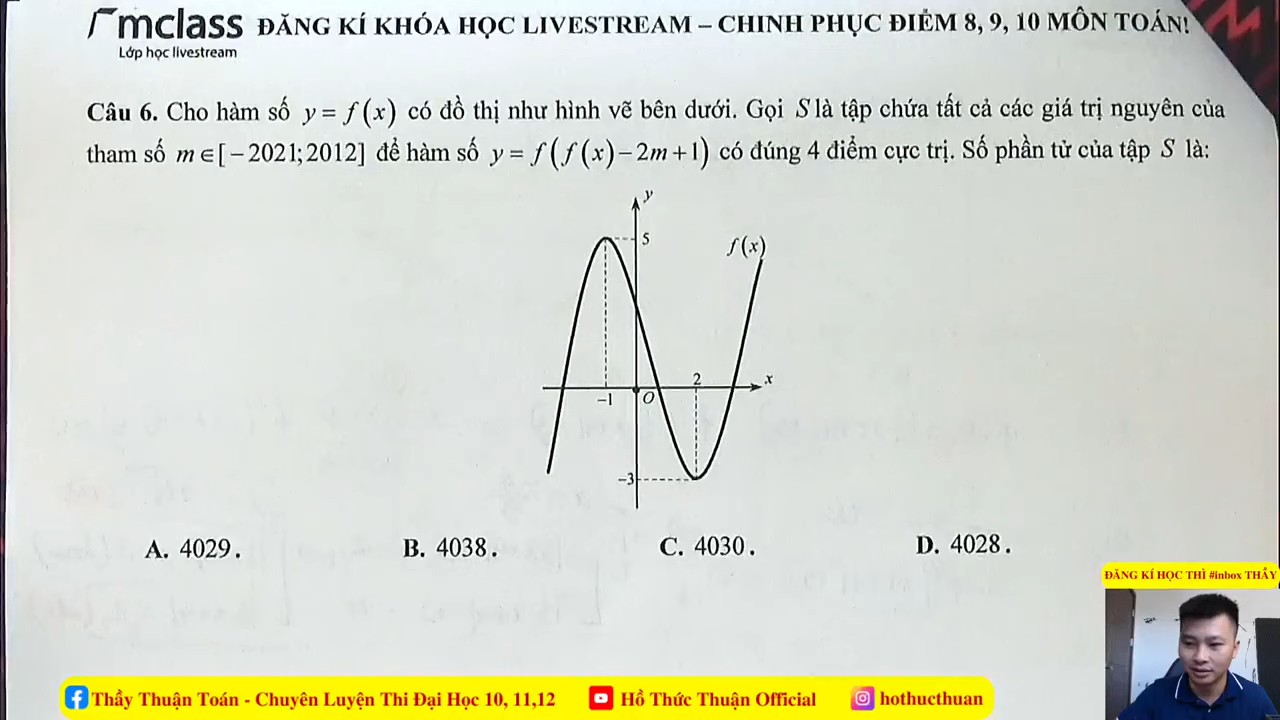 mclass
Lớp học livestream
ĐĂNG KÍ KHÓA HỌC LIVESTREAM – CHINH PHỤC ĐIỂM 8, 9, 10 MÔN TOÁN!
Câu 6. Cho hàm số y = f(x) có đồ thị như hình vẽ bên dưới. Gọi S là tập chứa tất cả các giá trị nguyên của
tham số m∈[−2021;2012] để hàm số y = f(f(x)−2m+1) có đúng 4 điểm cực trị. Số phần tử của tập S là:
y
5
f(x)
2
x
−1
O
−3
A. 4029.
B. 4038.
C. 4030.
D. 4028.
ĐĂNG KÍ HỌC THÌ #inbox THẦY
Thầy Thuận Toán - Chuyên Luyện Thi Đại Học 10, 11,12
Hồ Thức Thuận Official
hothucthuan